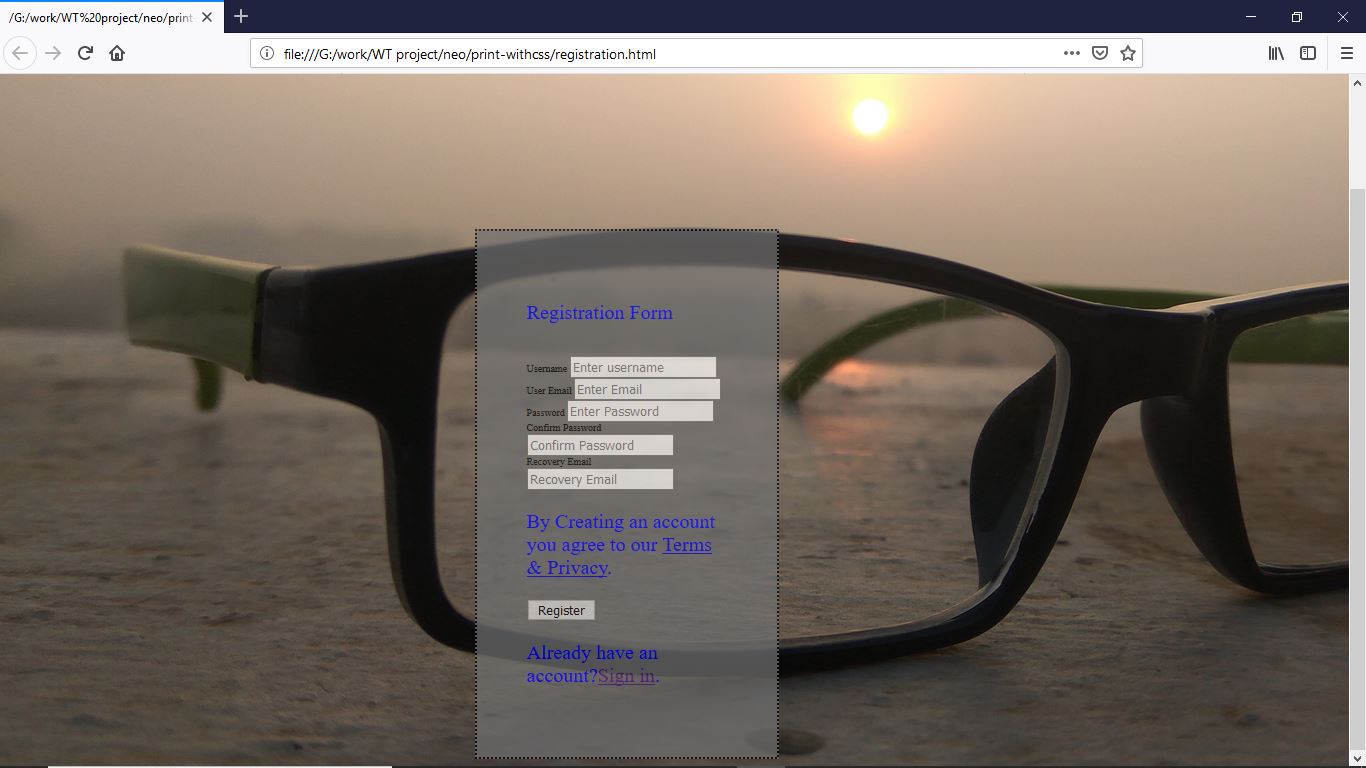 /G:/work/WT%20project/neo/print
file:///G:/work/WT project/neo/print-withcss/registration.html
Registration Form
Username Enter username
User Email Enter Email
Password Enter Password
Confirm Password
Confirm Password
Recovery Email
Recovery Email
By Creating an account
you agree to our Terms
& Privacy.
Register
Already have an
account?Sign in.